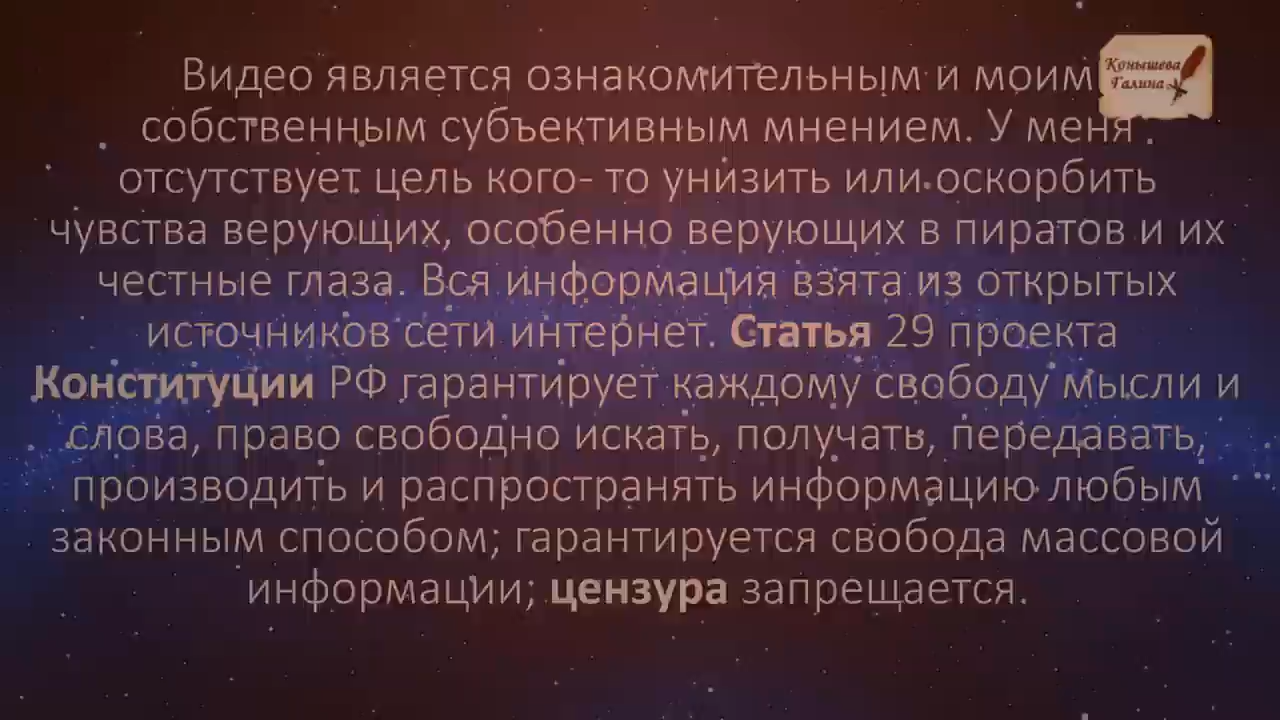 Видео является ознакомительным и моим
собственным субъективным мнением. У меня
отсутствует цель кого- то унизить или оскорбить
чувства верующих, особенно верующих в пиратов и их
честные глаза. Вся информация взята из открытых
источников сети интернет. Статья 29 проекта
Конституции РФ гарантирует каждому свободу мысли и
слова, право свободно искать, получать, передавать,
производить и распространять информацию любым
законным способом; гарантируется свобода массовой
информации; цензура запрещается.
Конышева
Галина